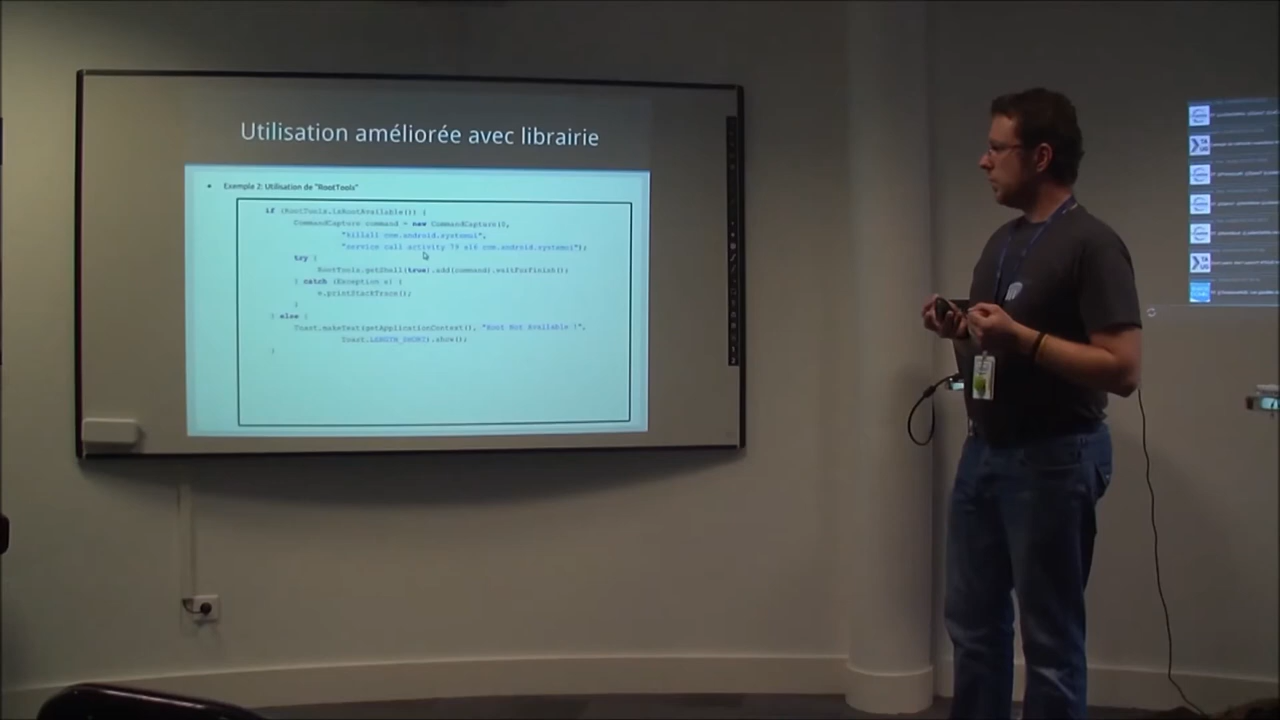 Utilisation améliorée avec librairie
• Example 2: Utilisation de "RootTools"
if (RootTools.isRootAvailable()) {
CommandCapture command = new CommandCapture(0,
"killall com.android.systemui",
"service call activity 79 s16 com.android.systemui");
try {
RootTools.getShell(true).add(command).waitForFinish();
} catch (Exception e) {
e.printStackTrace();
}
} else {
Toast.makeText(getApplicationContext(), "Root Not Available !",
Toast.LENGTH_SHORT).show();
}